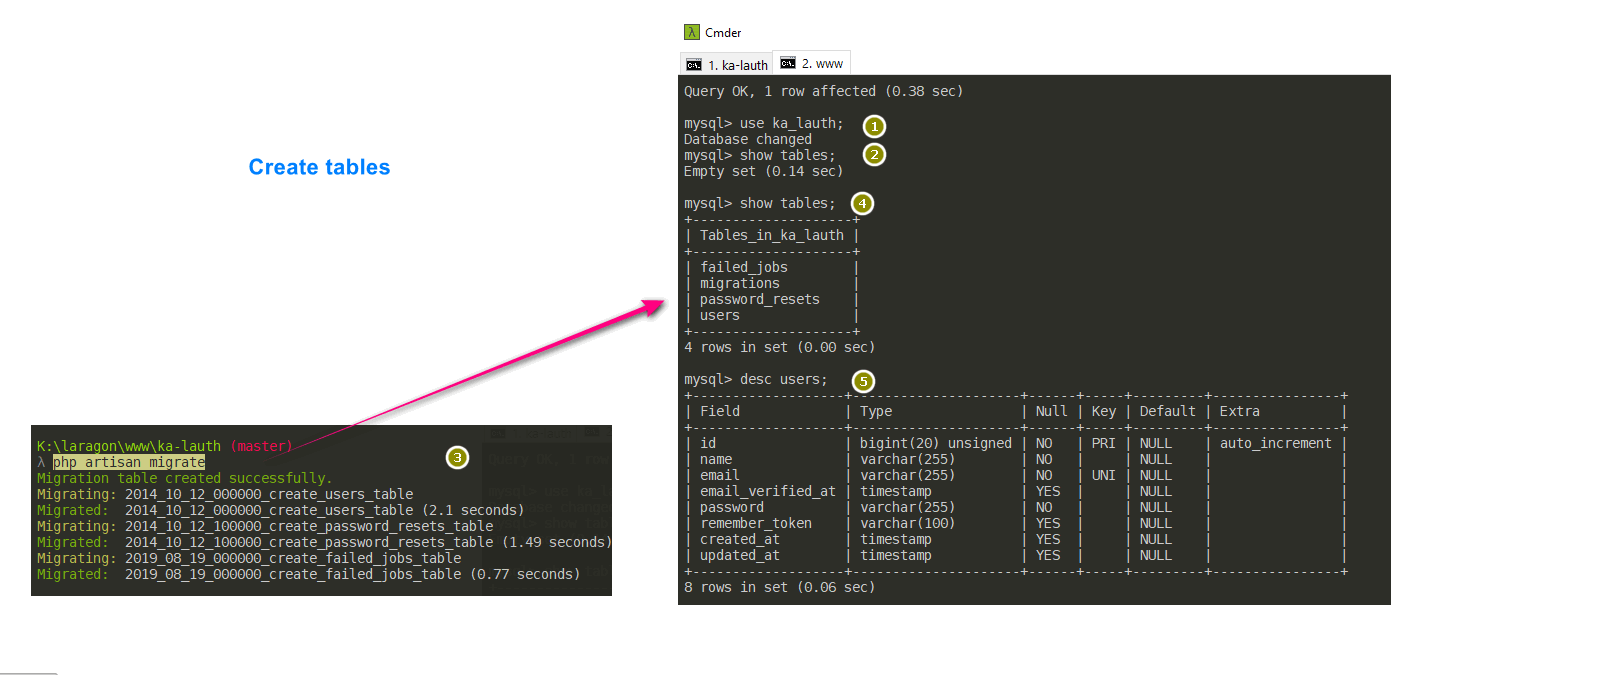 Cmder
1. ka-lauth
2. www
Query OK, 1 row affected (0.38 sec)
mysql> use ka_lauth; 1
Database changed
mysql> show tables; 2
Empty set (0.14 sec)
Create tables
mysql> show tables; 4
+--------------------+
| Tables_in_ka_lauth |
+--------------------+
| failed_jobs        |
| migrations         |
| password_resets    |
| users              |
+--------------------+
4 rows in set (0.00 sec)
mysql> desc users; 5
+-------------------+---------------------+------+-----+---------+----------------+
| Field             | Type                | Null | Key | Default | Extra          |
+-------------------+---------------------+------+-----+---------+----------------+
| id                | bigint(20) unsigned | NO   | PRI | NULL    | auto_increment |
| name              | varchar(255)        | NO   |     | NULL    |                |
| email             | varchar(255)        | NO   | UNI | NULL    |                |
| email_verified_at | timestamp           | YES  |     | NULL    |                |
| password          | varchar(255)        | NO   |     | NULL    |                |
| remember_token    | varchar(100)        | YES  |     | NULL    |                |
| created_at        | timestamp           | YES  |     | NULL    |                |
| updated_at        | timestamp           | YES  |     | NULL    |                |
+-------------------+---------------------+------+-----+---------+----------------+
8 rows in set (0.06 sec)
K:\laragon\www\ka-lauth (master)
λ php artisan migrate 3
Migration table created successfully.
Migrating: 2014_10_12_000000_create_users_table
Migrated:  2014_10_12_000000_create_users_table (2.1 seconds)
Migrating: 2014_10_12_100000_create_password_resets_table
Migrated:  2014_10_12_100000_create_password_resets_table (1.49 seconds)
Migrating: 2019_08_19_000000_create_failed_jobs_table
Migrated:  2019_08_19_000000_create_failed_jobs_table (0.77 seconds)